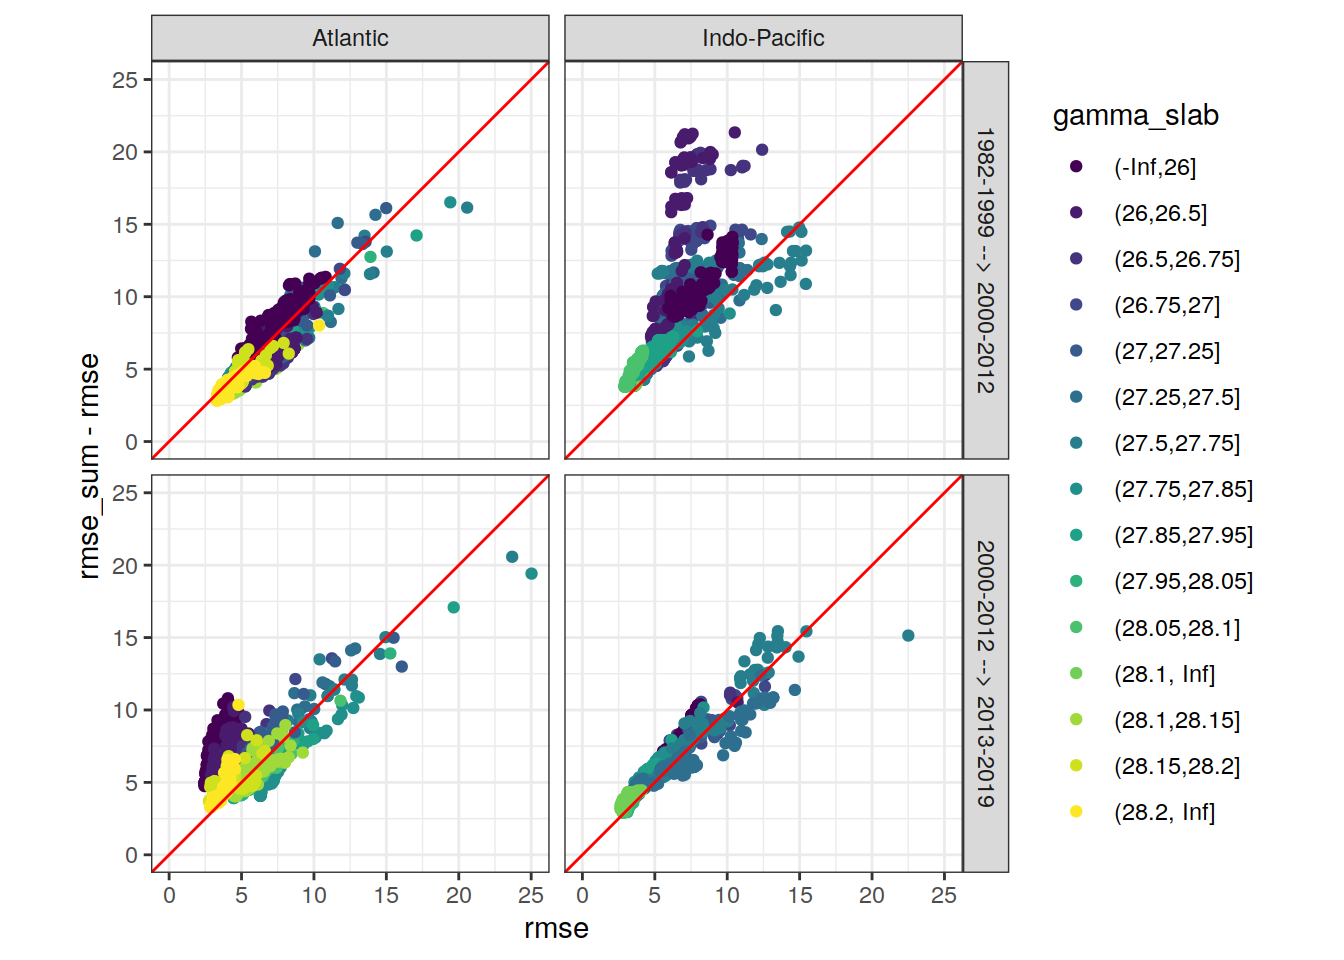 Atlantic
Indo-Pacific
25
20
15
10
5
0
1982-1999 --> 2000-2012
25
20
15
10
5
0
2000-2012 --> 2013-2019
0 5 10 15 20 25
0 5 10 15 20 25
rmse
rmse_sum - rmse
gamma_slab
(-Inf,26]
(26,26.5]
(26.5,26.75]
(26.75,27]
(27,27.25]
(27.25,27.5]
(27.5,27.75]
(27.75,27.85]
(27.85,27.95]
(27.95,28.05]
(28.05,28.1]
(28.1, Inf]
(28.1,28.15]
(28.15,28.2]
(28.2, Inf]